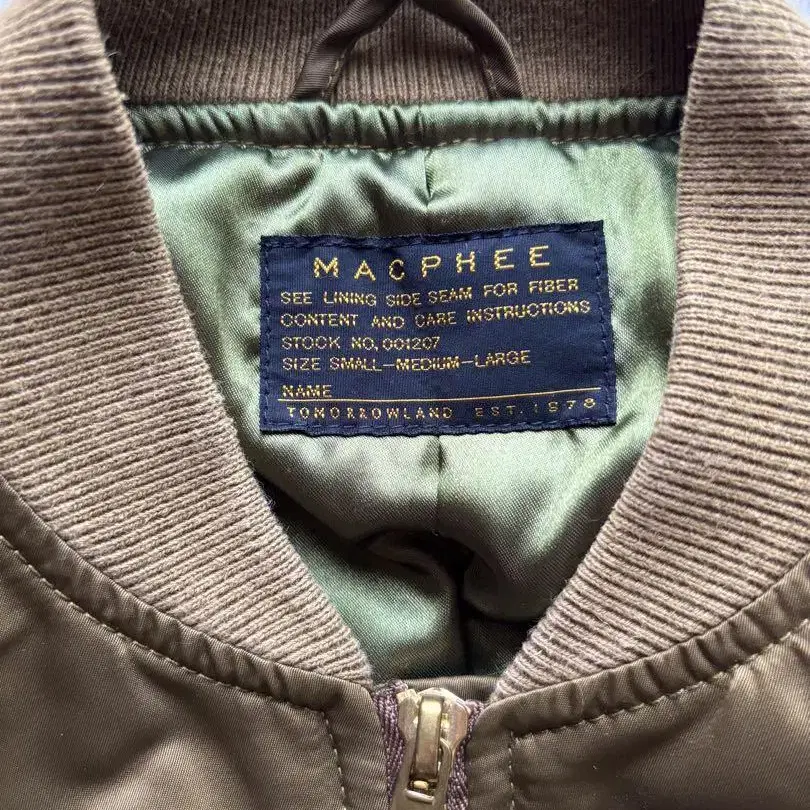 MACPHEE
SEE LINING SIDE SEAM FOR FIBER
CONTENT AND CARE INSTRUCTIONS
STOCK NO,001207
SIZE SMALL-MEDIUM-LARGE
NAME
TOMORROWLAND EST.1978